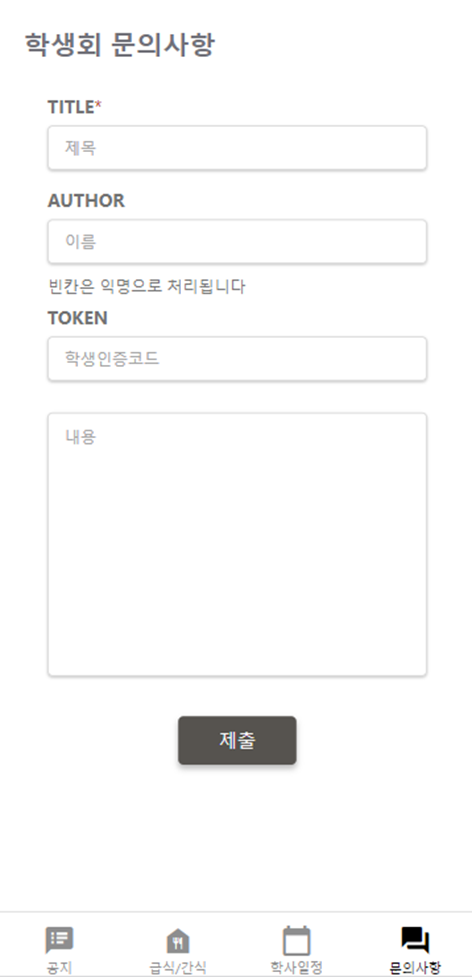 학생회 문의사항
TITLE*
제목
AUTHOR
이름
빈칸은 익명으로 처리됩니다
TOKEN
학생인증코드
내용
제출
공지 급식/간식 학사일정 문의사항